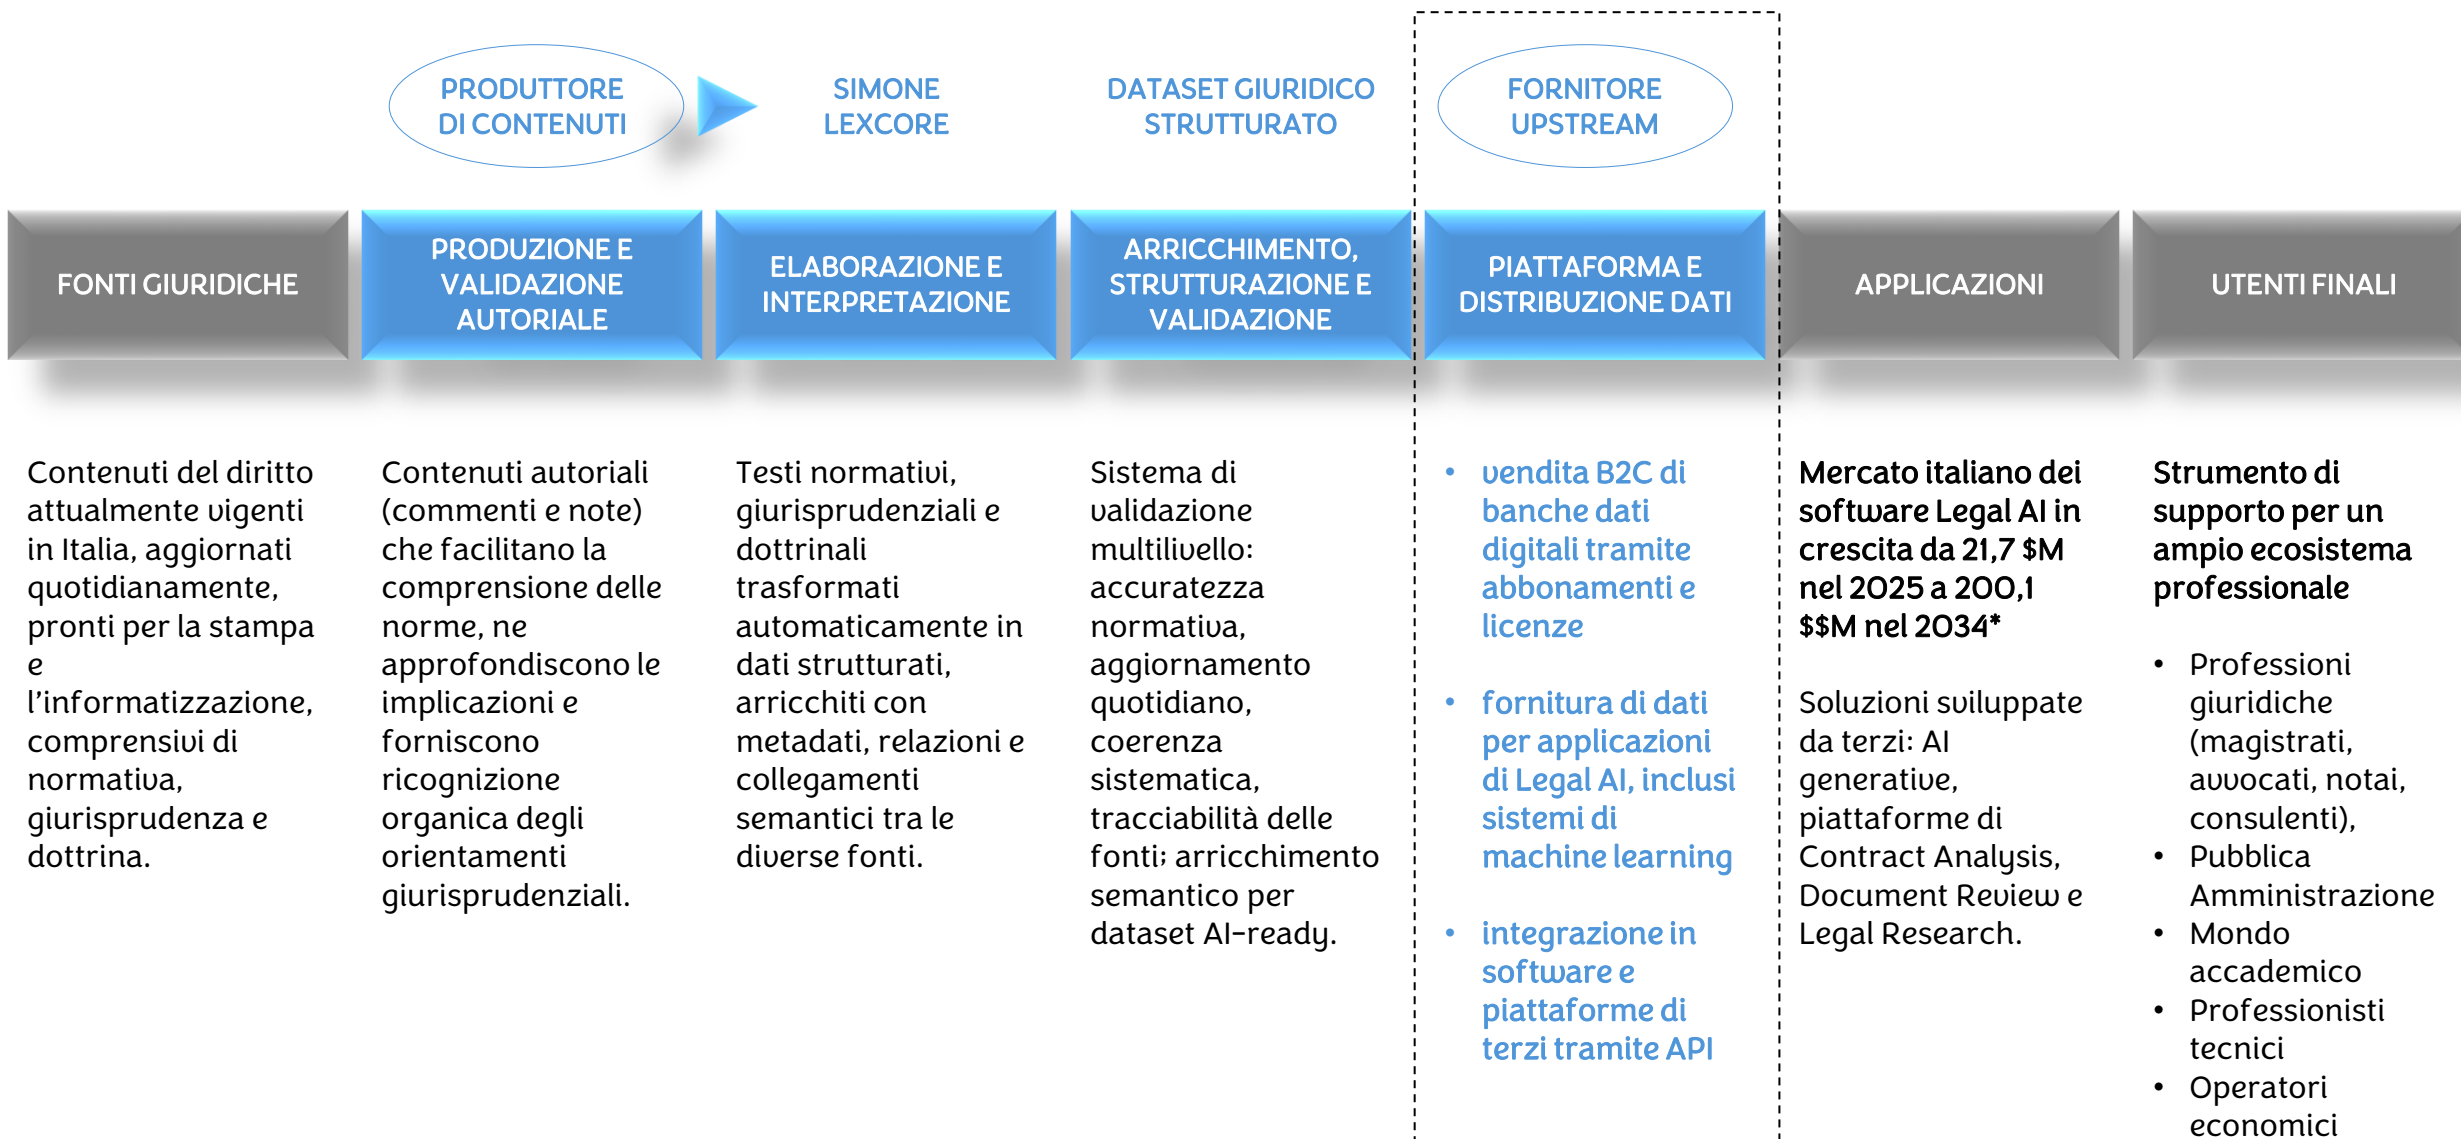 PRODUTTORE
DI CONTENUTI
SIMONE
LEXCORE
DATASET GIURIDICO
STRUTTURATO
FORNITORE
UPSTREAM
FONTI GIURIDICHE
PRODUZIONE E
VALIDAZIONE
AUTORIALE
ELABORAZIONE E
INTERPRETAZIONE
ARRICCHIMENTO,
STRUTTURAZIONE E
VALIDAZIONE
PIATTAFORMA E
DISTRIBUZIONE DATI
APPLICAZIONI
UTENTI FINALI
Contenuti del diritto
attualmente vigenti
in Italia, aggiornati
quotidianamente,
pronti per la stampa
e
l'informatizzazione,
comprensivi di
normativa,
giurisprudenza e
dottrina.
Contenuti autoriali
(commenti e note)
che facilitano la
comprensione delle
norme, ne
approfondiscono le
implicazioni e
forniscono
ricognizione
organica degli
orientamenti
giurisprudenziali.
Testi normativi,
giurisprudenziali e
dottrinali
trasformati
automaticamente in
dati strutturati,
arricchiti con
metadati, relazioni e
collegamenti
semantici tra le
diverse fonti.
Sistema di
validazione
multilivello:
accuratezza
normativa,
aggiornamento
quotidiano,
coerenza
sistematica,
tracciabilità delle
fonti; arricchimento
semantico per
dataset AI-ready.
• vendita B2C di
banche dati
digitali tramite
abbonamenti e
licenze
• fornitura di dati
per applicazioni
di Legal AI, inclusi
sistemi di
machine learning
• integrazione in
software e
piattaforme di
terzi tramite API
Mercato italiano dei
software Legal AI in
crescita da 21,7 $M
nel 2025 a 200,1
$$M nel 2034*
Soluzioni sviluppate
da terzi: AI
generative,
piattaforme di
Contract Analysis,
Document Review e
Legal Research.
Strumento di
supporto per un
ampio ecosistema
professionale
• Professioni
giuridiche
(magistrati,
avvocati, notai,
consulenti),
• Pubblica
Amministrazione
• Mondo
accademico
• Professionisti
tecnici
• Operatori
economici